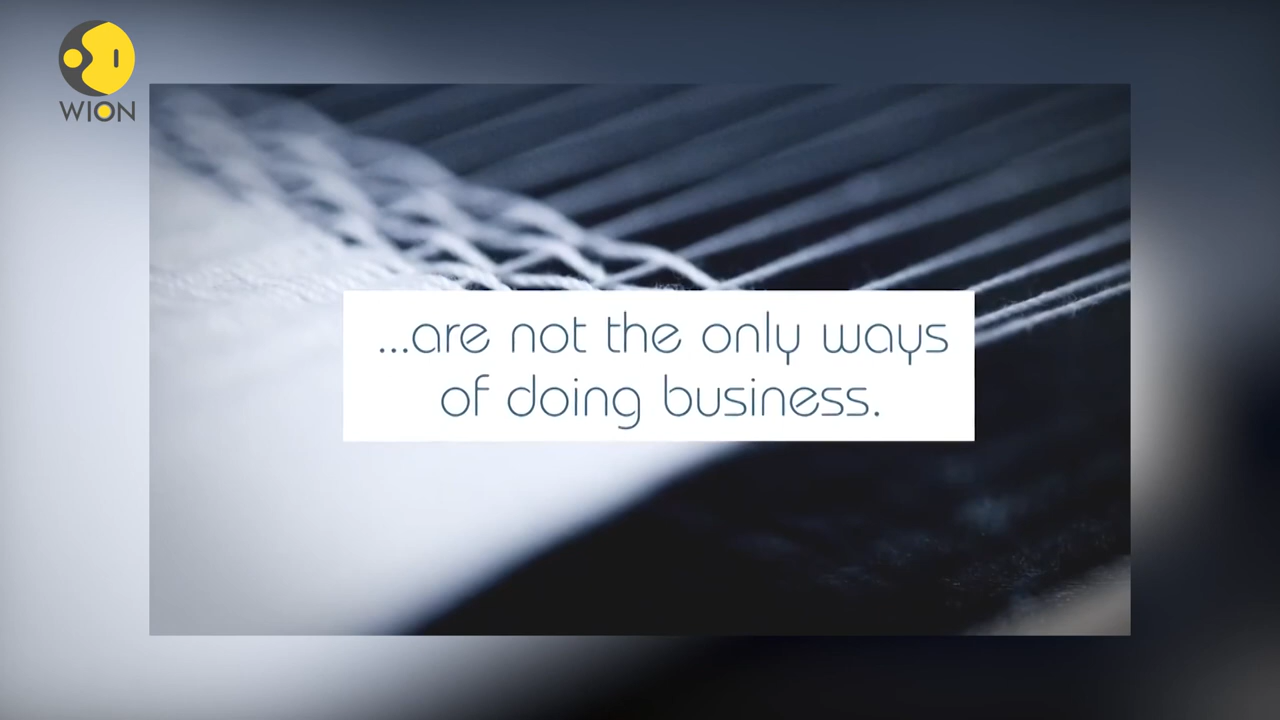 WION
...are not the only ways
of doing business.